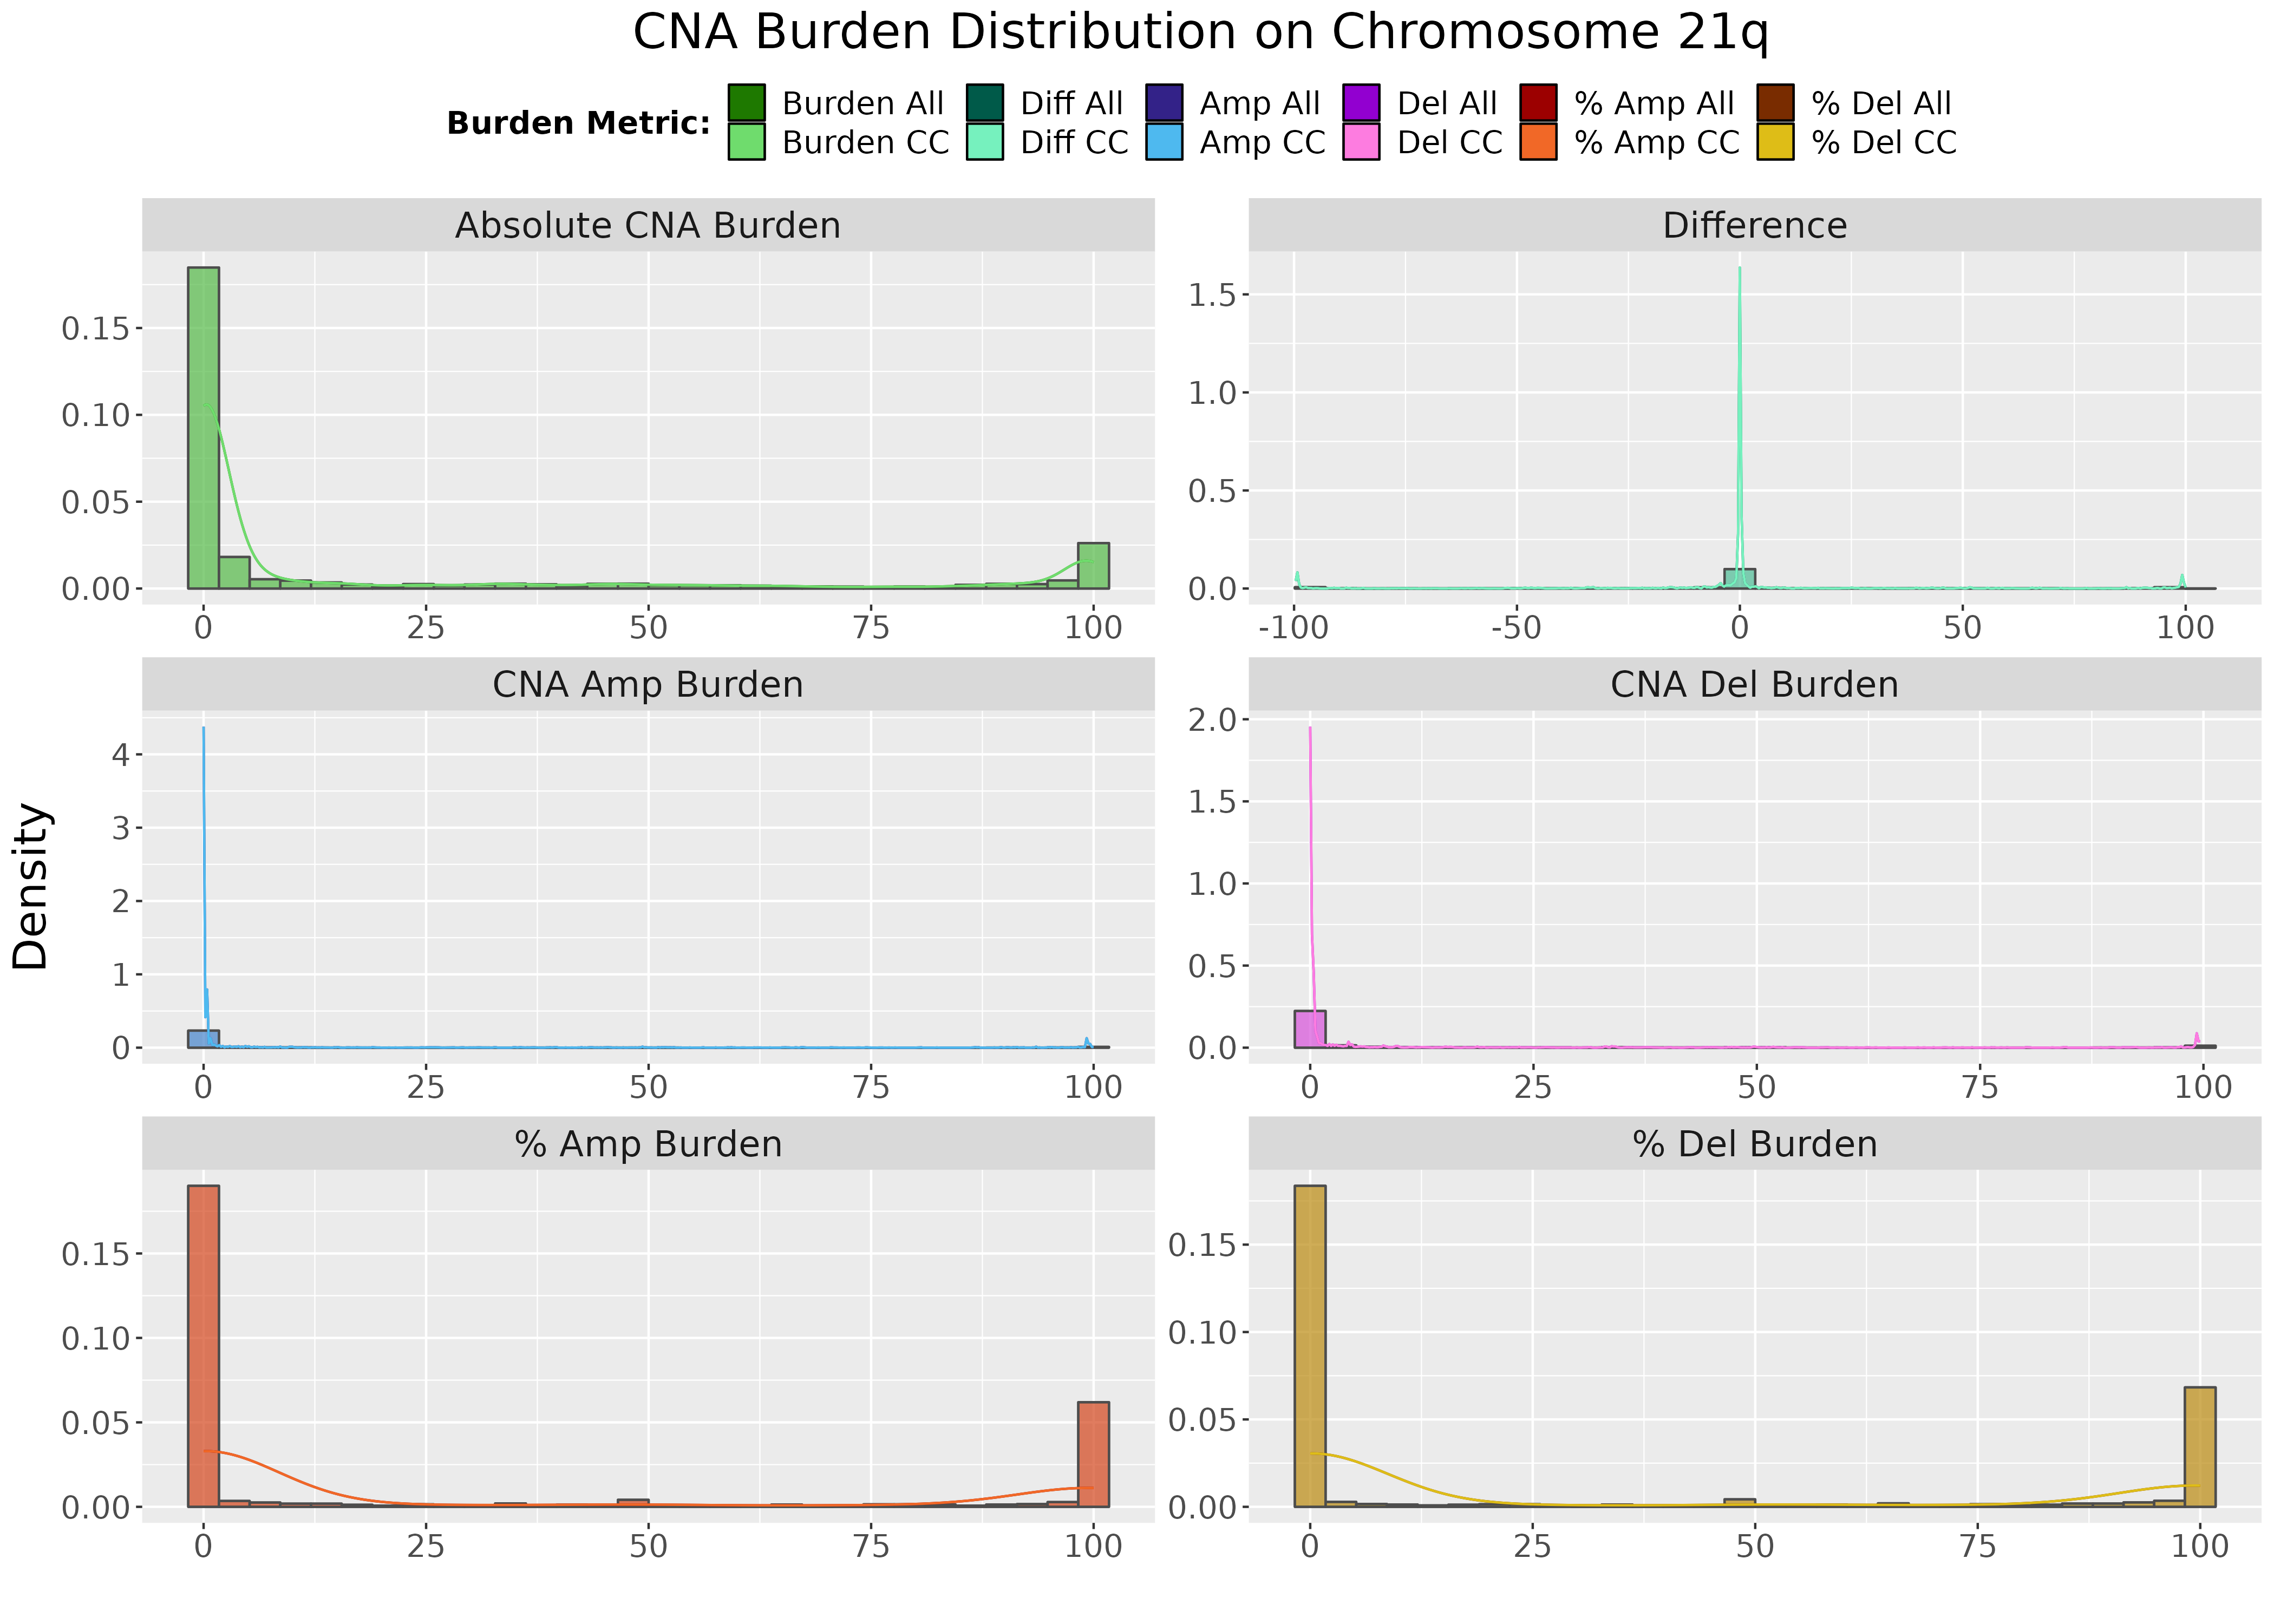 CNA Burden Distribution on Chromosome 21q
Burden Metric:
Burden All Diff All Amp All Del All % Amp All % Del All
Burden CC Diff CC Amp CC Del CC % Amp CC % Del CC
Absolute CNA Burden
0.15
0.10
0.05
0.00
0 25 50 75 100
Difference
1.5
1.0
0.5
0.0
-100 -50 0 50 100
Density
CNA Amp Burden
4
3
2
1
0
0 25 50 75 100
CNA Del Burden
2.0
1.5
1.0
0.5
0.0
0 25 50 75 100
% Amp Burden
0.15
0.10
0.05
0.00
0 25 50 75 100
% Del Burden
0.15
0.10
0.05
0.00
0 25 50 75 100